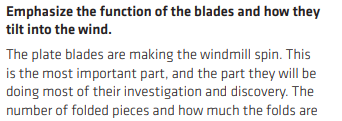 Emphasize the function of the blades and how they
tilt into the wind.
The plate blades are making the windmill spin. This
is the most important part, and the part they will be
doing most of their investigation and discovery. The
number of folded pieces and how much the folds are